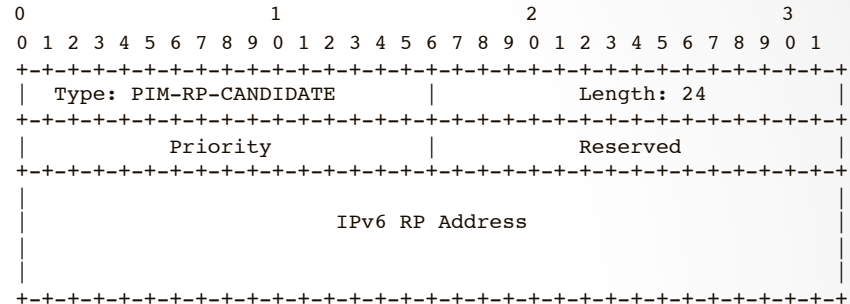 0                   1                   2                   3
0 1 2 3 4 5 6 7 8 9 0 1 2 3 4 5 6 7 8 9 0 1 2 3 4 5 6 7 8 9 0 1
+-+-+-+-+-+-+-+-+-+-+-+-+-+-+-+-+-+-+-+-+-+-+-+-+-+-+-+-+-+-+-+-+
|  Type: PIM-RP-CANDIDATE       |           Length: 24          |
+-+-+-+-+-+-+-+-+-+-+-+-+-+-+-+-+-+-+-+-+-+-+-+-+-+-+-+-+-+-+-+-+
|           Priority            |           Reserved            |
+-+-+-+-+-+-+-+-+-+-+-+-+-+-+-+-+-+-+-+-+-+-+-+-+-+-+-+-+-+-+-+-+
|                                                               |
|                        IPv6 RP Address                        |
|                                                               |
|                                                               |
+-+-+-+-+-+-+-+-+-+-+-+-+-+-+-+-+-+-+-+-+-+-+-+-+-+-+-+-+-+-+-+-+